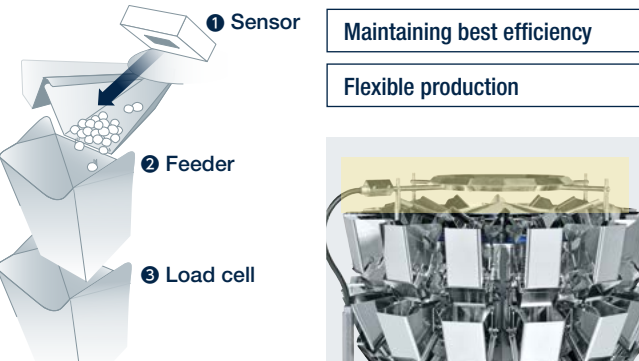 ❶ Sensor
Maintaining best efficiency
Flexible production
❷ Feeder
❸ Load cell